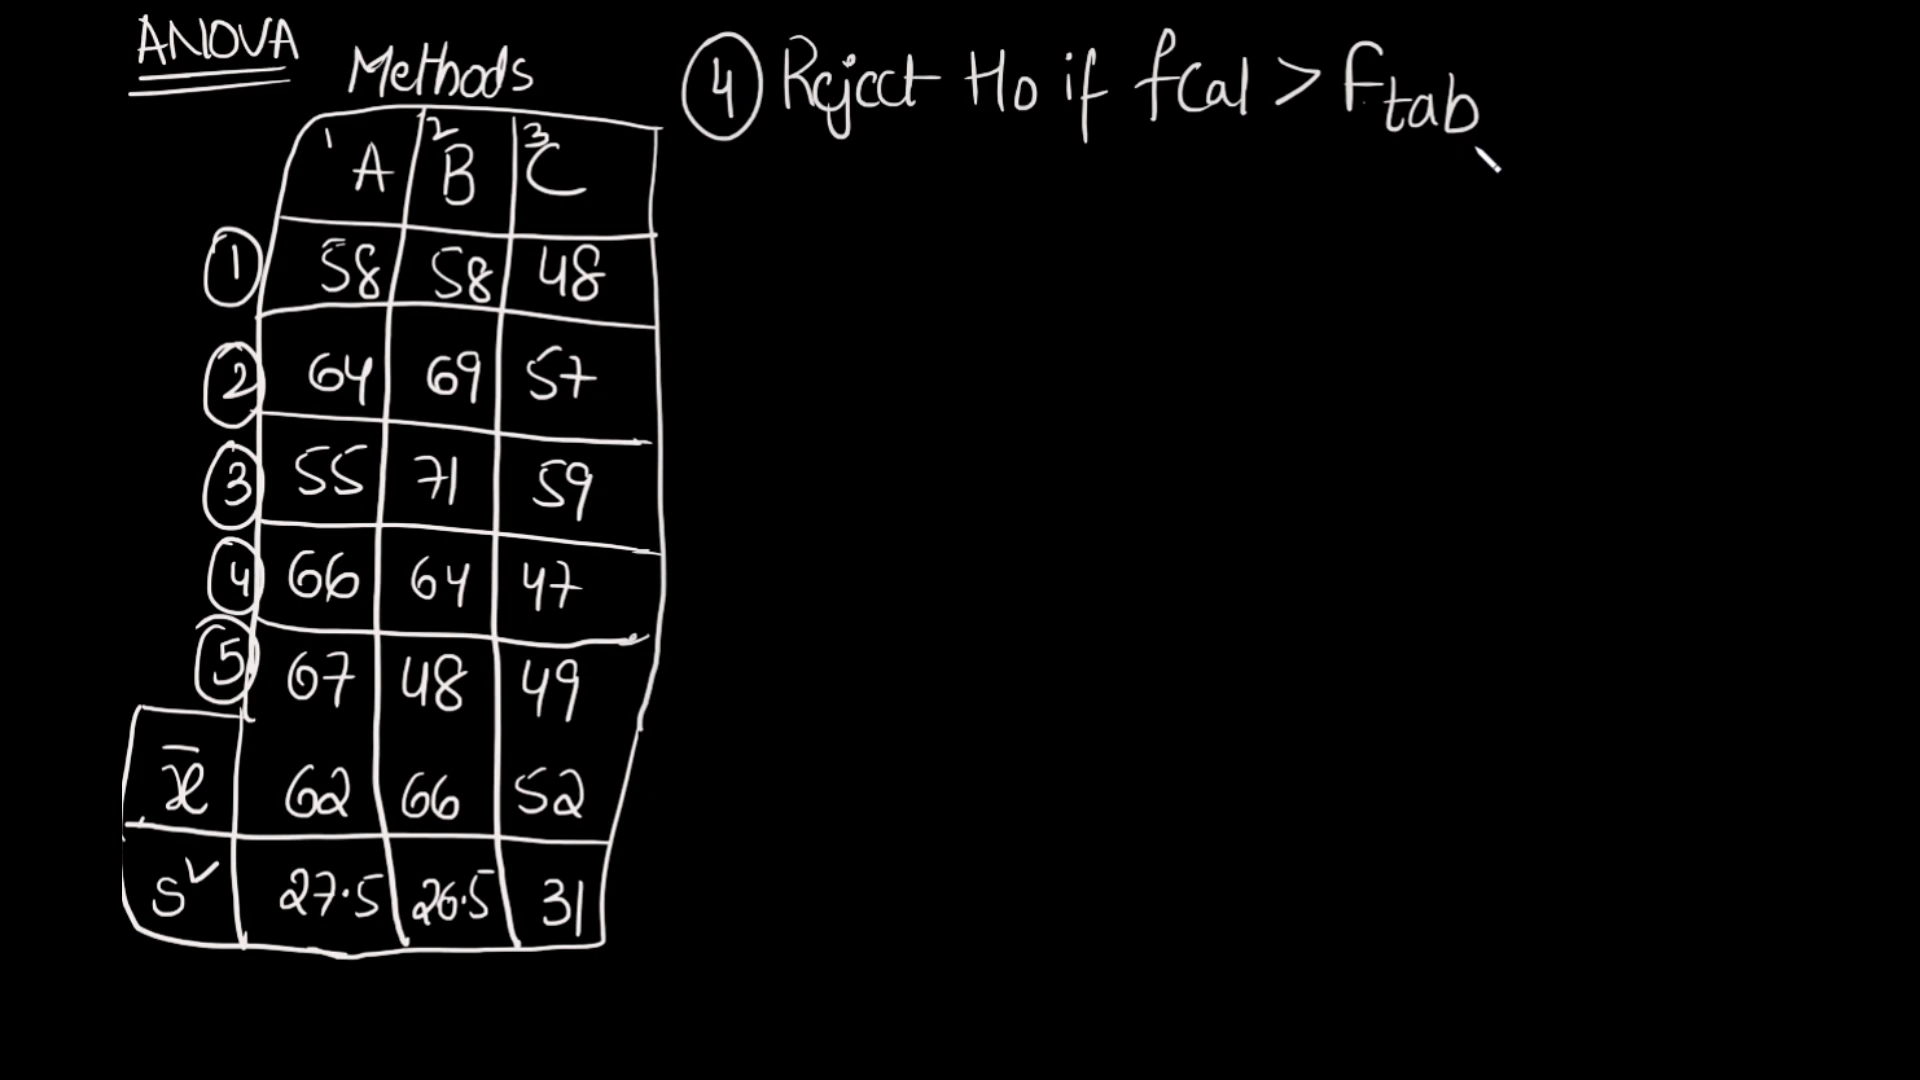 ANOVA
Methods
④ Reject Ho if fcal > Ftab
1 A 2 B 3 C
① 58 58 48
② 64 69 57
③ 55 71 59
④ 66 64 47
⑤ 67 48 49
x̄ 62 66 52
s² 27.5 26.5 31